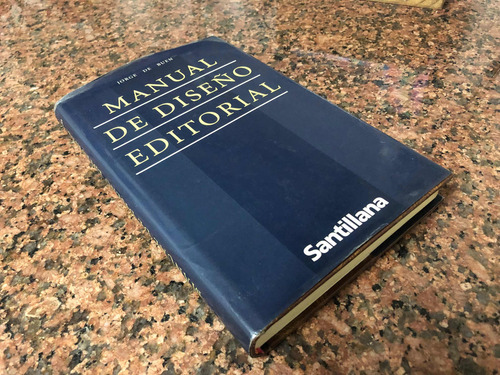 JORGE DE BUEN
MANUAL
DE DISEÑO
EDITORIAL
Santillana